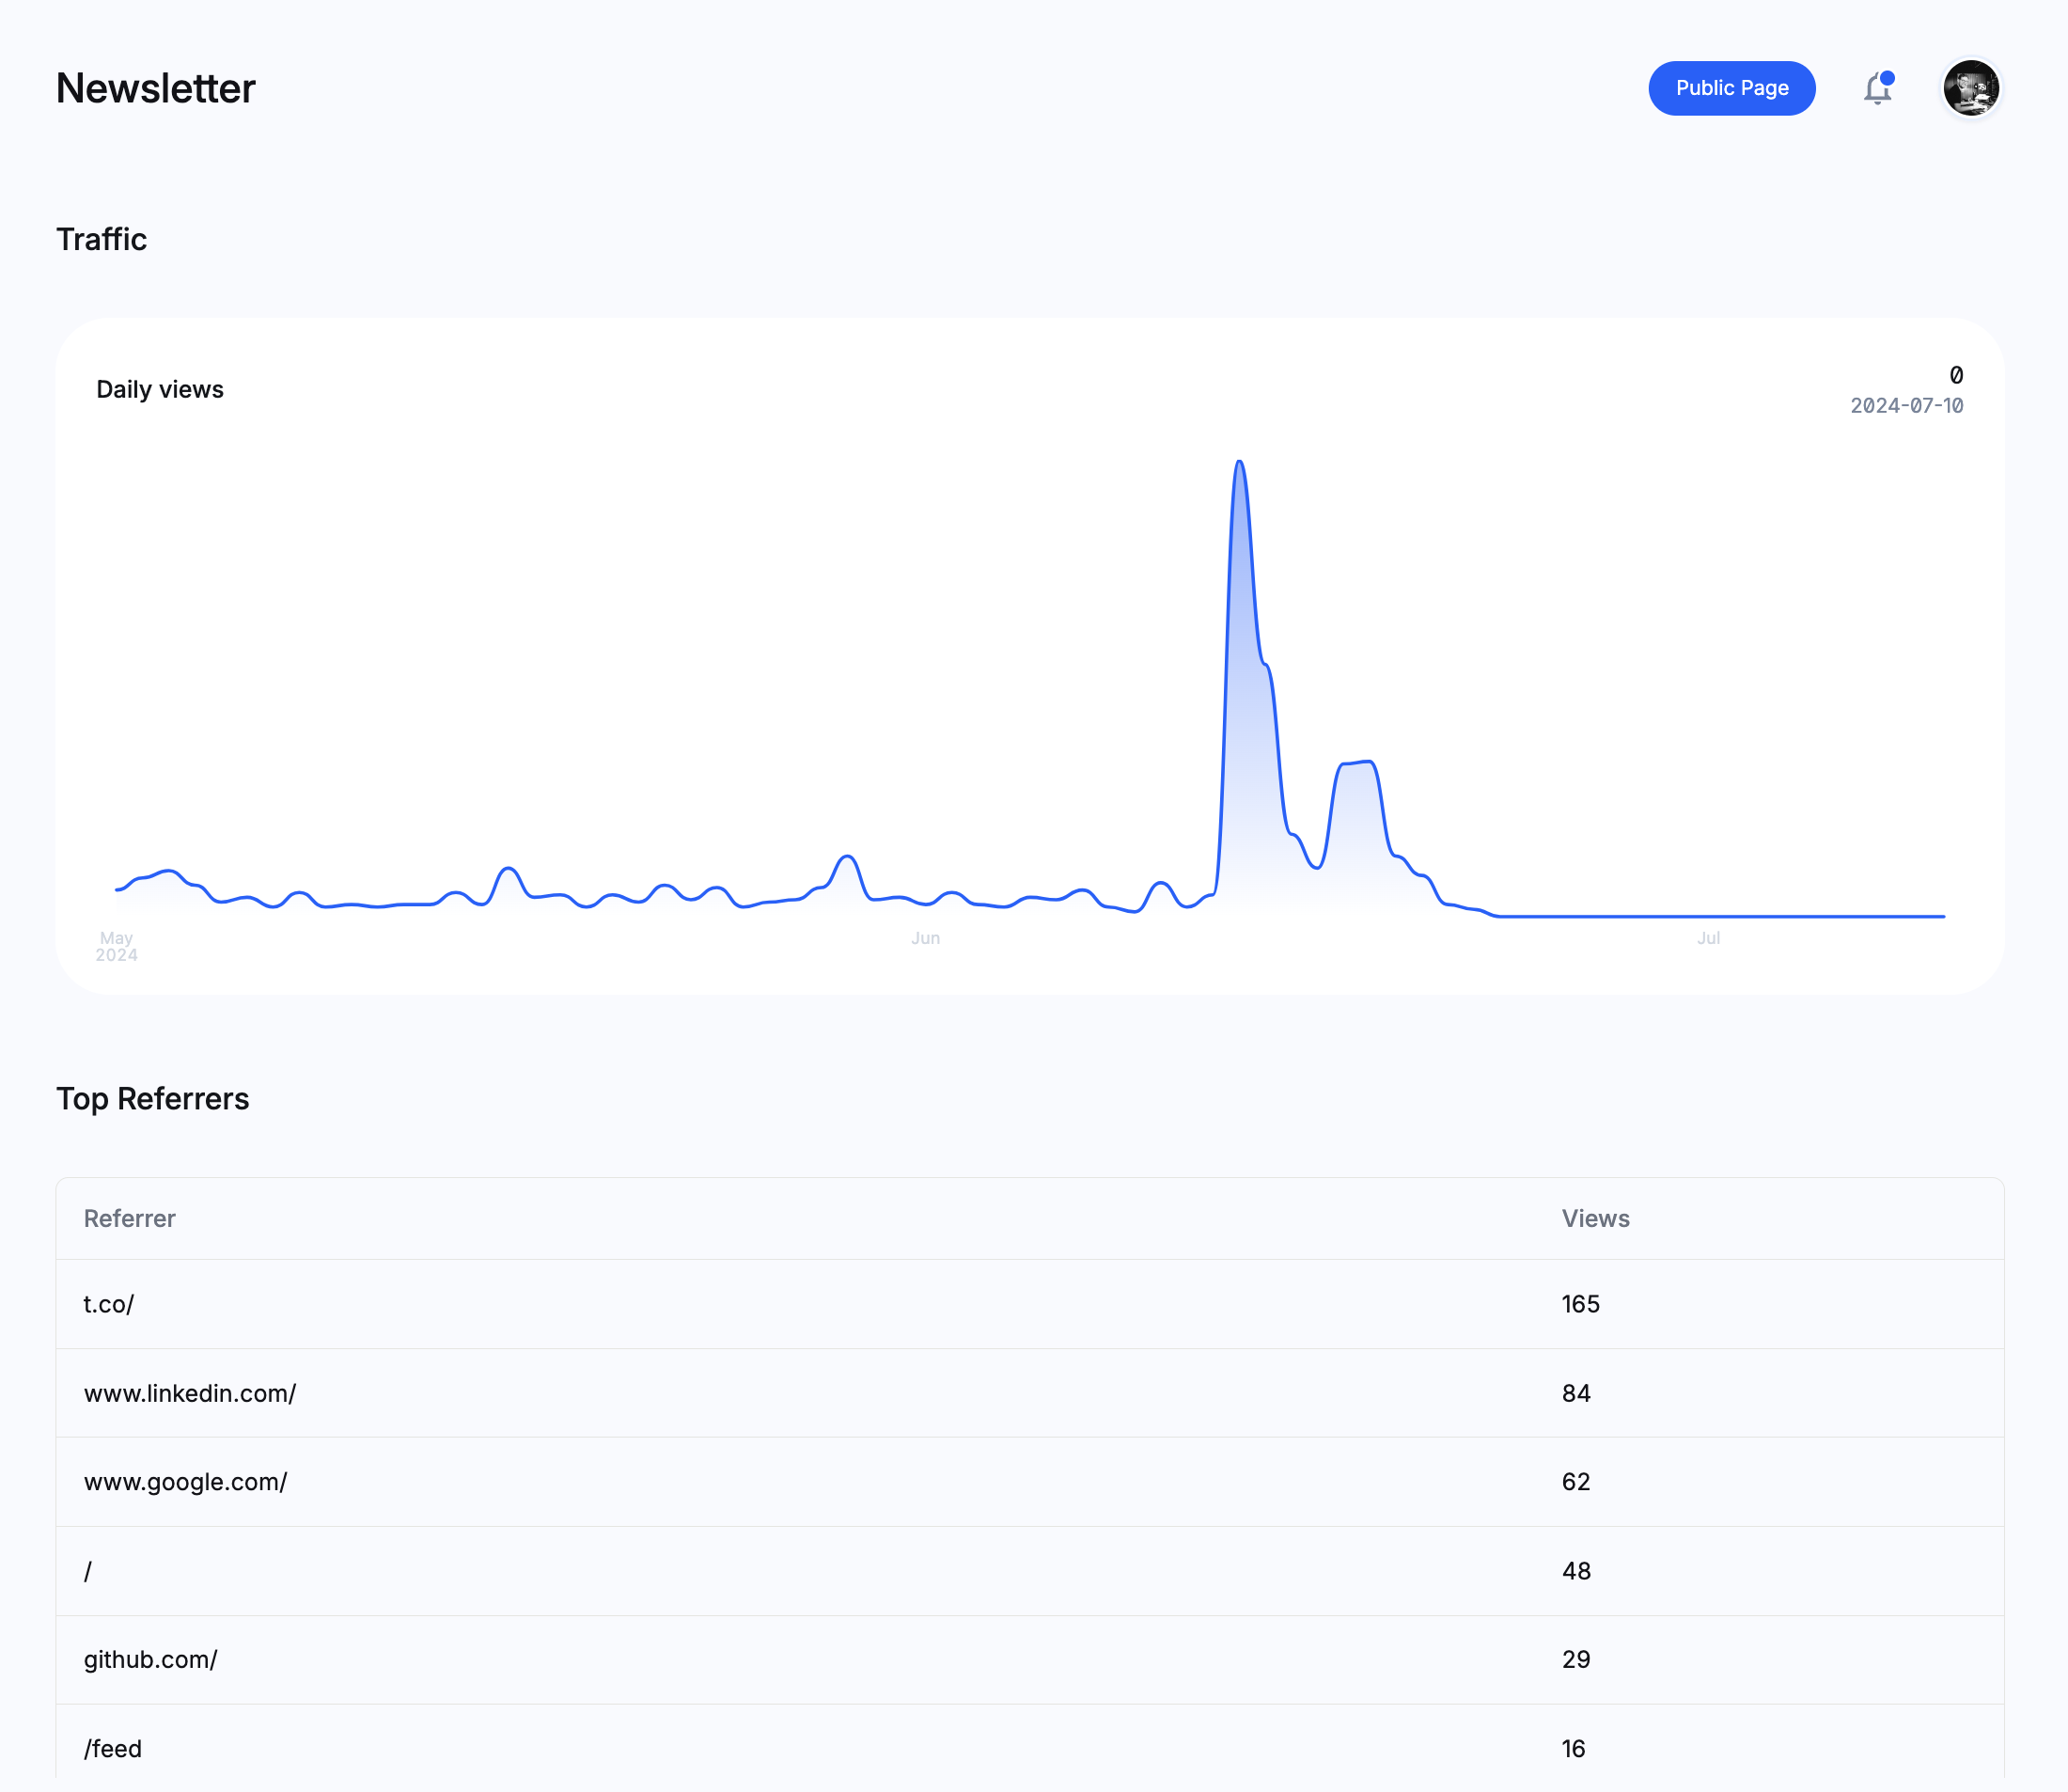 Newsletter
Public Page
Traffic
Daily views
0
2024-07-10
May
2024
Jun
Jul
Top Referrers
Referrer Views
t.co/ 165
www.linkedin.com/ 84
www.google.com/ 62
/ 48
github.com/ 29
/feed 16